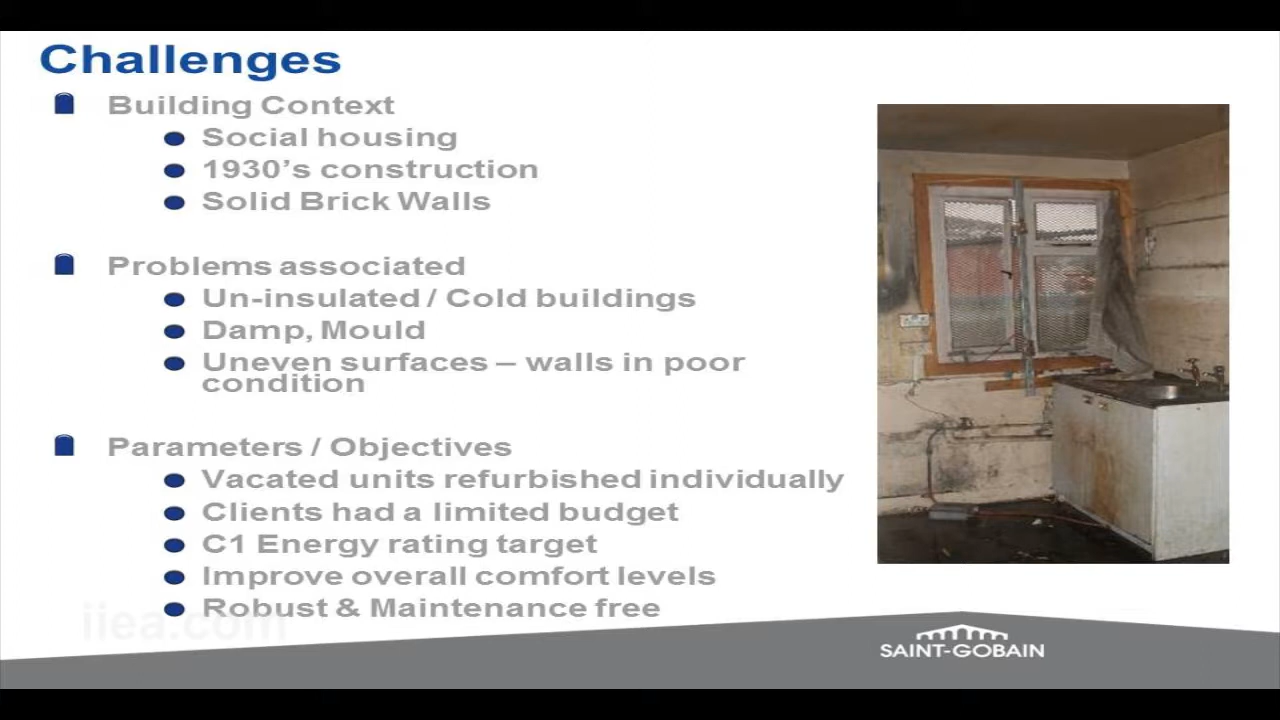 Challenges
Building Context
Social housing
1930’s construction
Solid Brick Walls
Problems associated
Un-insulated / Cold buildings
Damp, Mould
Uneven surfaces – walls in poor
condition
Parameters / Objectives
Vacated units refurbished individually
Clients had a limited budget
C1 Energy rating target
Improve overall comfort levels
Robust & Maintenance free
iiea.com
SAINT-GOBAIN